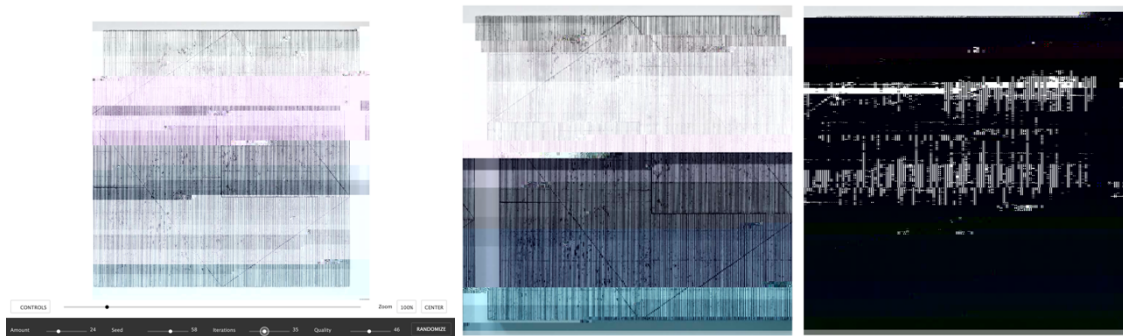 CONTROLS Zoom 100% CENTER
Amount 24 Seed 58 Iterations 35 Quality 46 RANDOMIZE